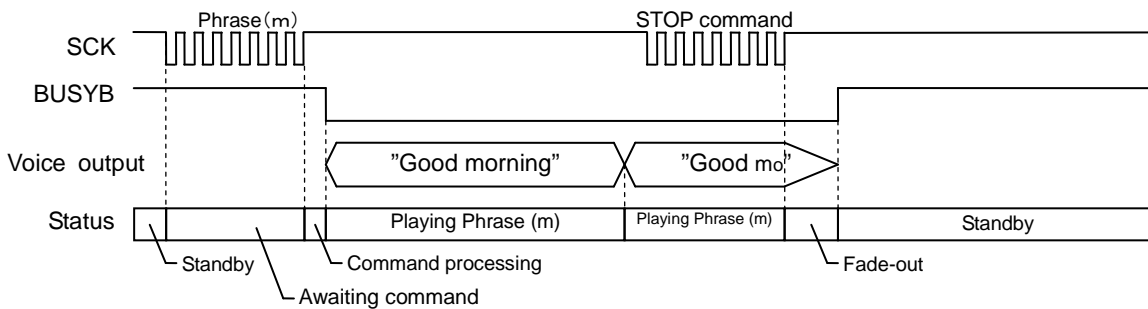 Phrase（m） STOP command
SCK
BUSYB
Voice output ”Good morning” ”Good mo”
Status Playing Phrase (m) Playing Phrase (m) Standby
Standby Command processing Fade-out
Awaiting command